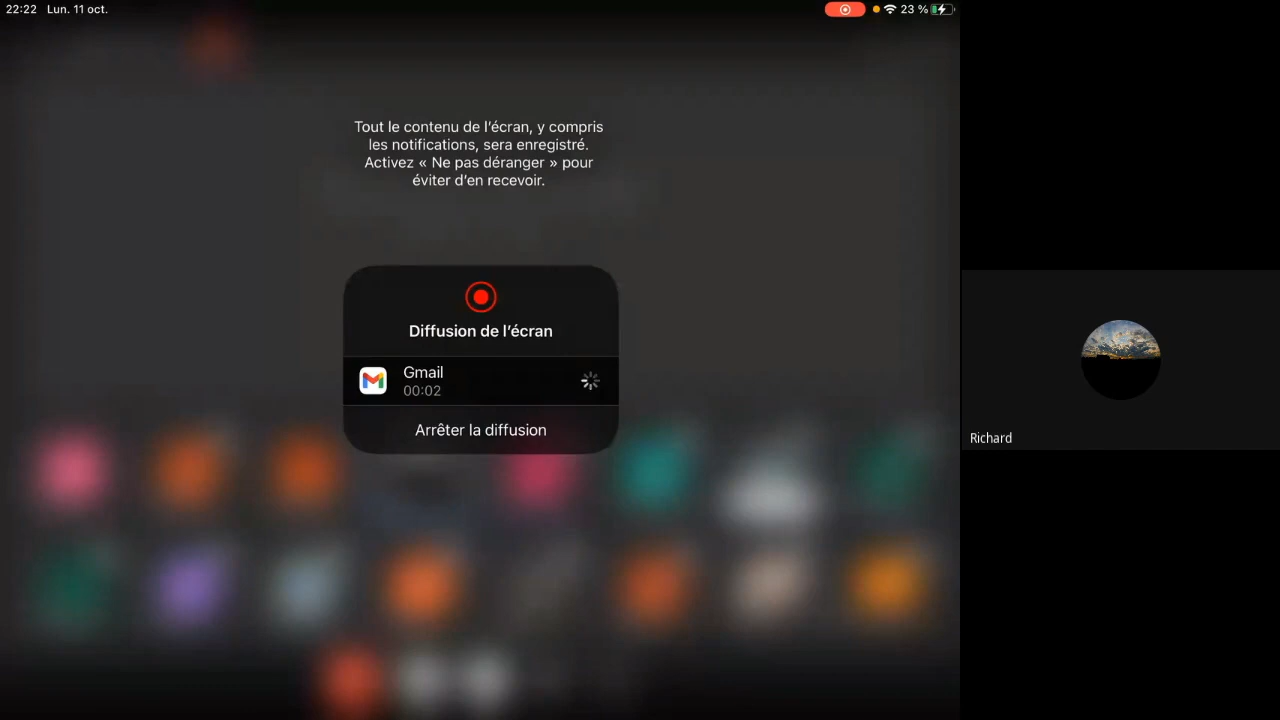 22:22 Lun. 11 oct.
23 %
Tout le contenu de l'écran, y compris
les notifications, sera enregistré.
Activez « Ne pas déranger » pour
éviter d'en recevoir.
Diffusion de l'écran
Gmail
00:02
Arrêter la diffusion
Richard